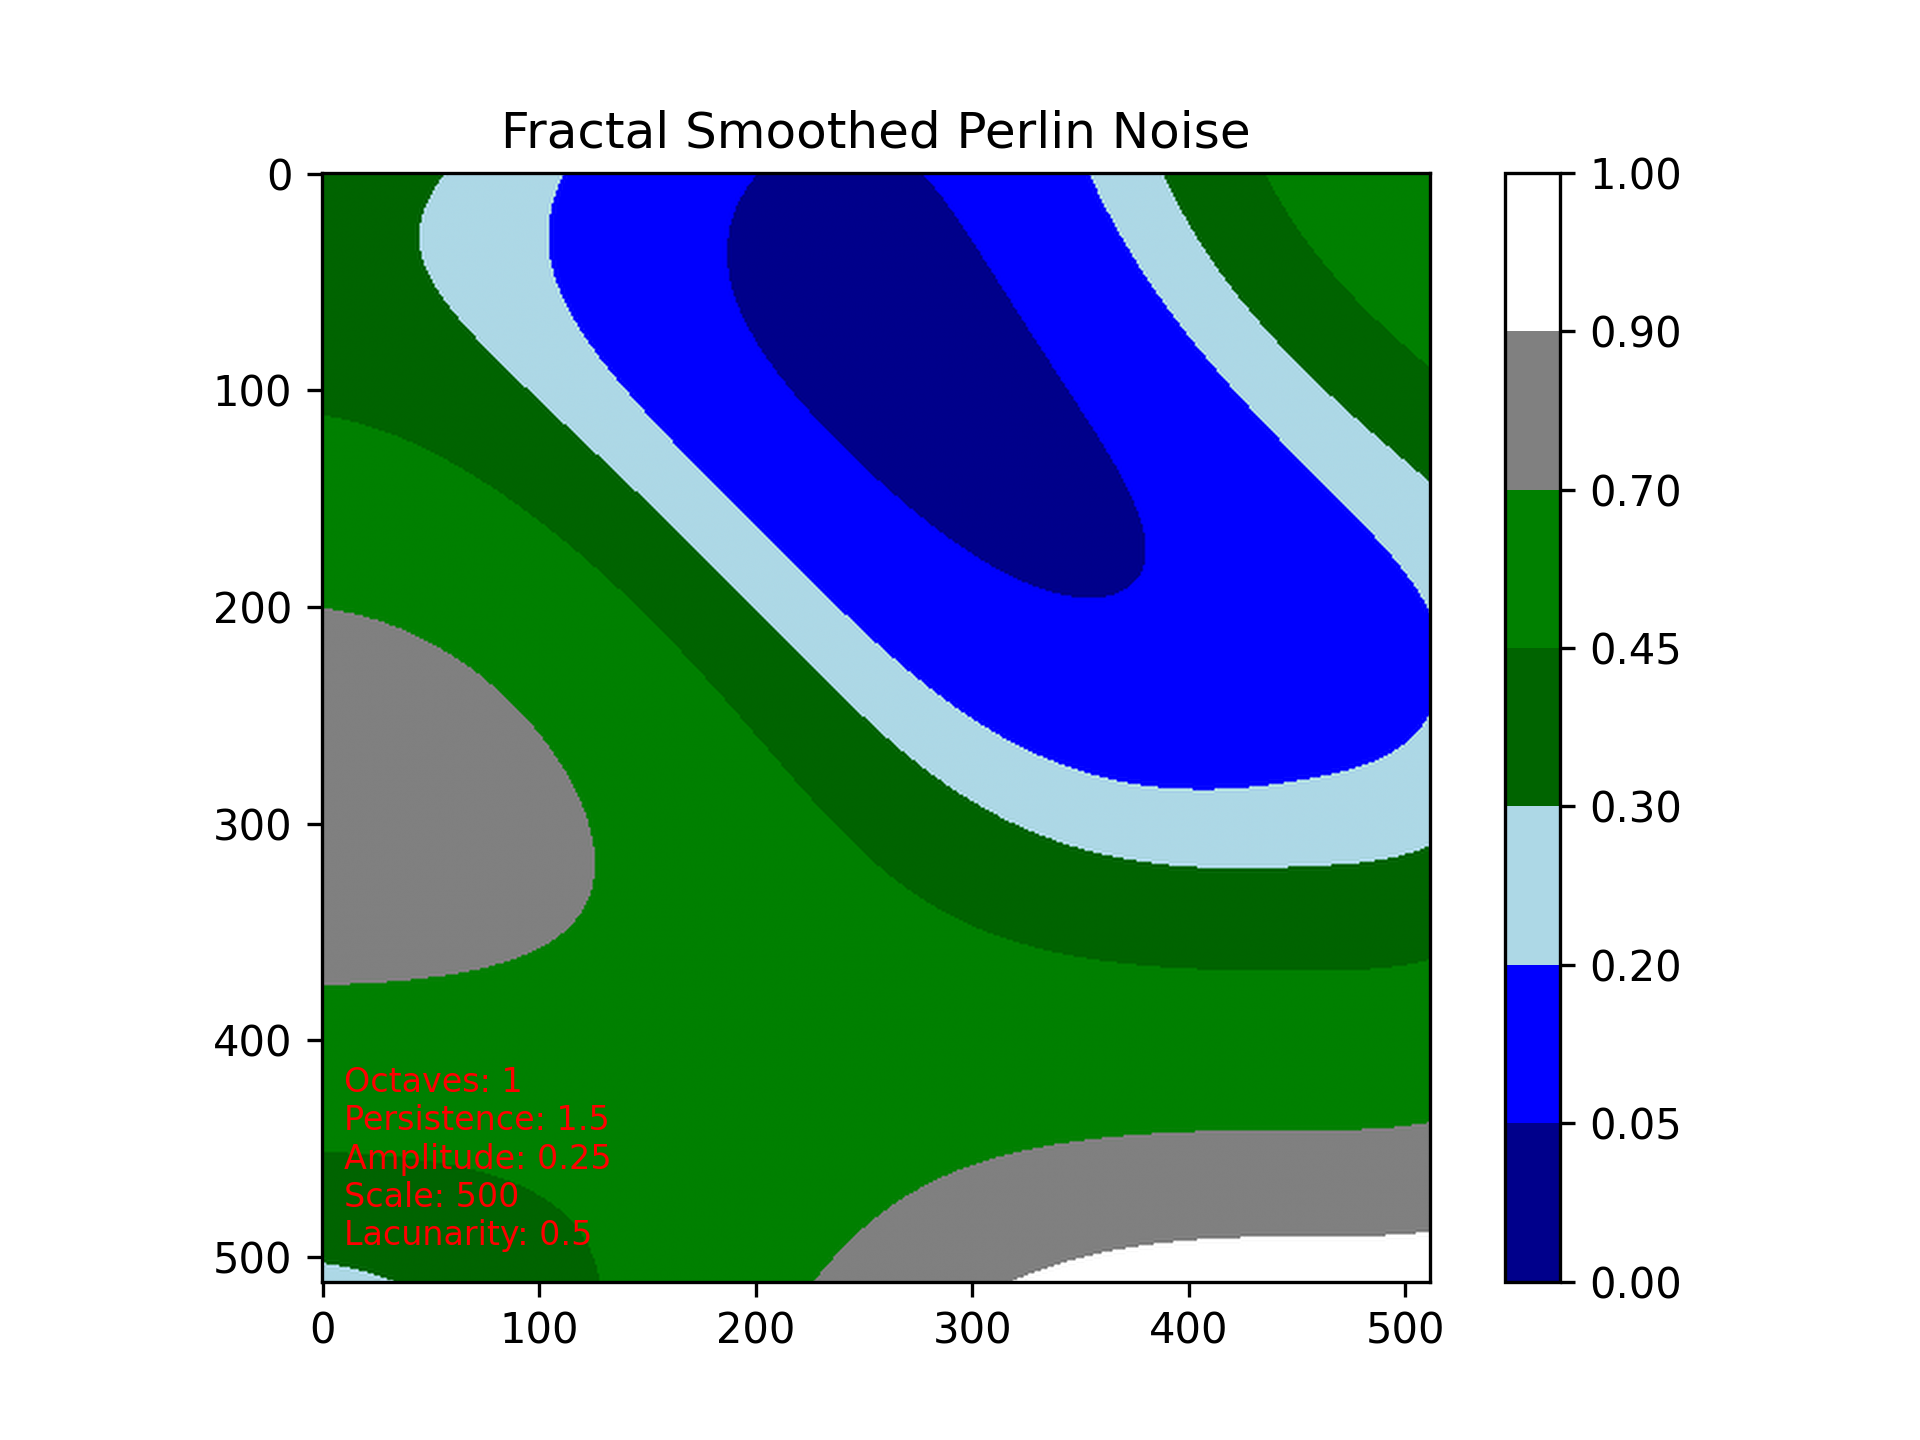 Fractal Smoothed Perlin Noise
0
100
200
300
400
500
Octaves: 1
Persistence: 1.5
Amplitude: 0.25
Scale: 500
Lacunarity: 0.5
0 100 200 300 400 500
1.00
0.90
0.70
0.45
0.30
0.20
0.05
0.00